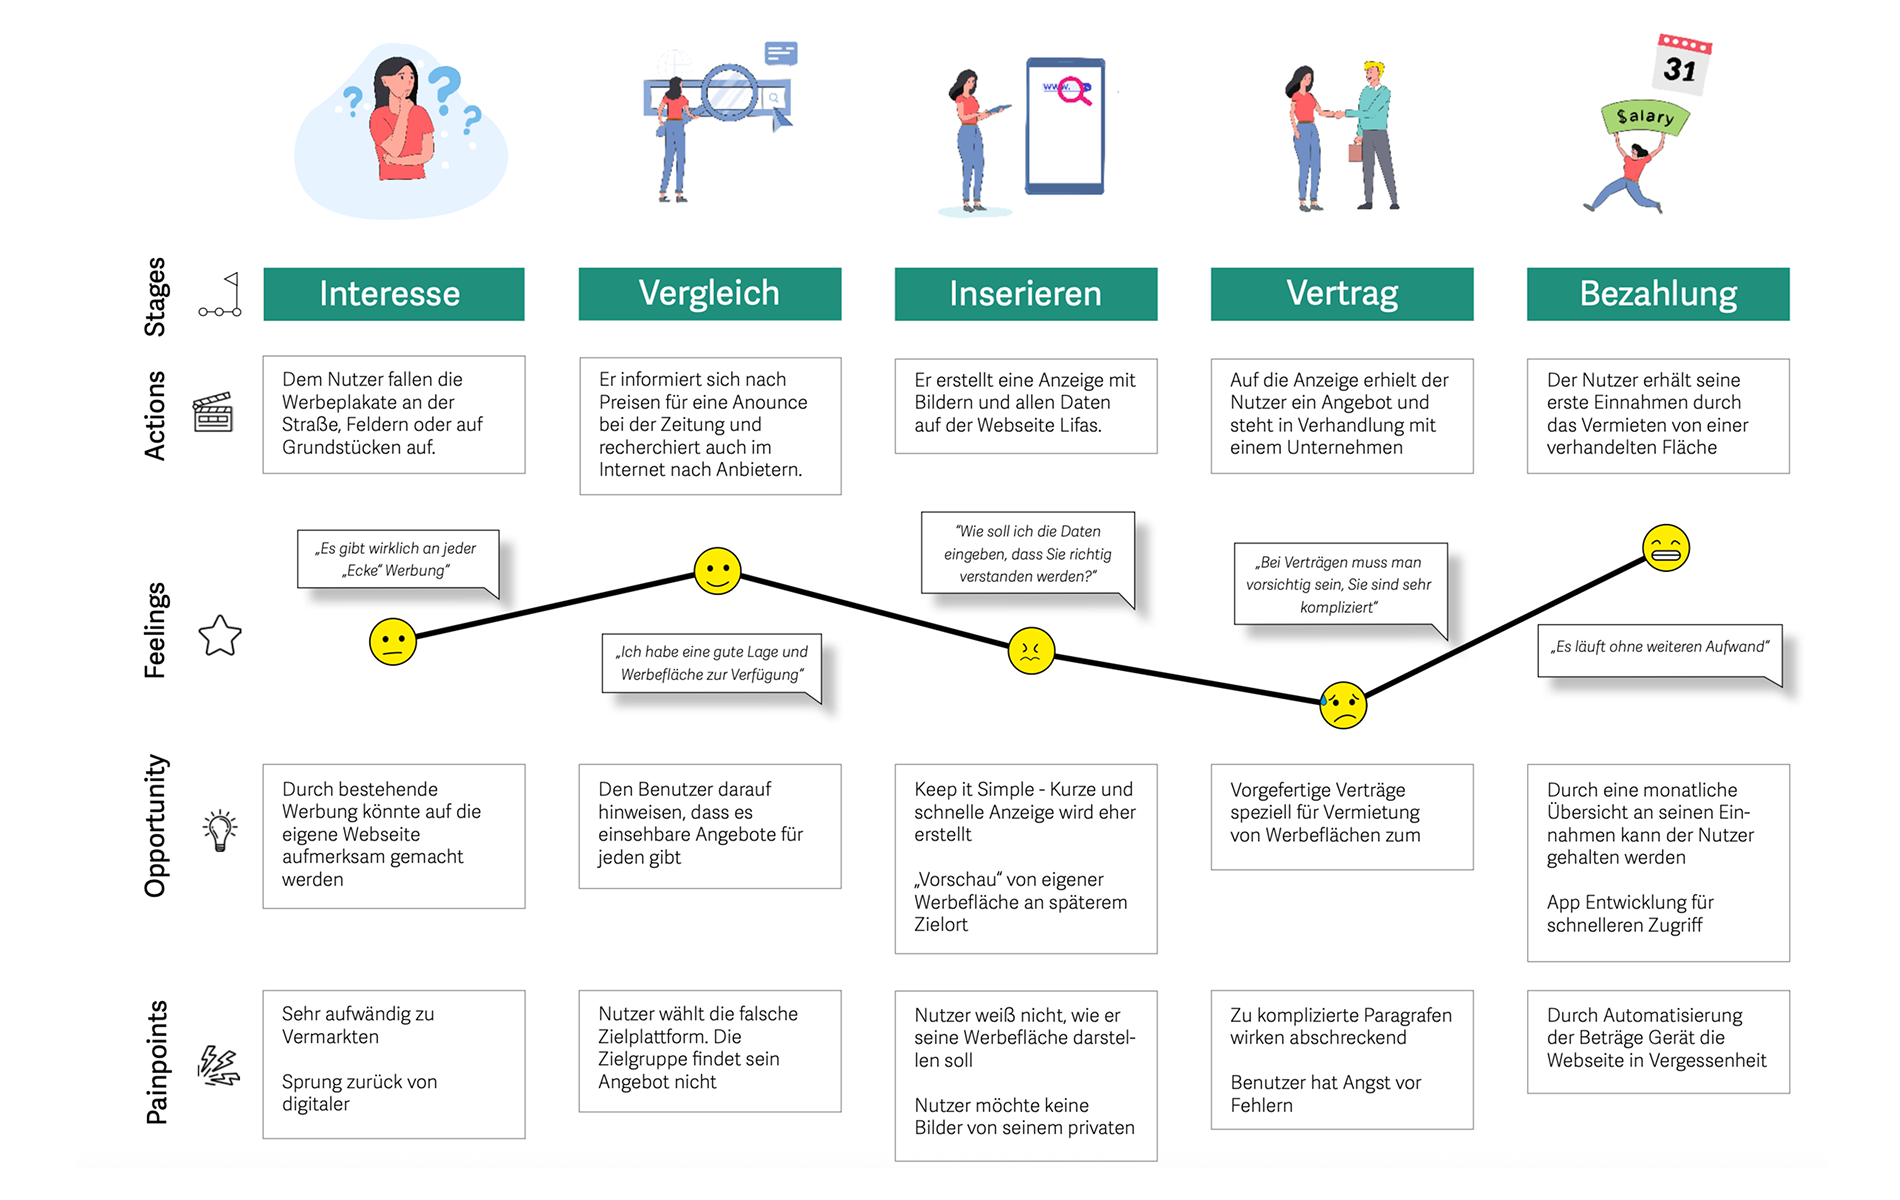 31
$alary
www.
Stages
Interesse
Vergleich
Inserieren
Vertrag
Bezahlung
Actions
Dem Nutzer fallen die
Werbeplakate an der
Straße, Feldern oder auf
Grundstücken auf.
Er informiert sich nach
Preisen für eine Anounce
bei der Zeitung und
recherchiert auch im
Internet nach Anbietern.
Er erstellt eine Anzeige mit
Bildern und allen Daten
auf der Webseite Lifas.
Auf die Anzeige erhielt der
Nutzer ein Angebot und
steht in Verhandlung mit
einem Unternehmen
Der Nutzer erhält seine
erste Einnahmen durch
das Vermieten von einer
verhandelten Fläche
Feelings
„Es gibt wirklich an jeder
„Ecke“ Werbung“
„Ich habe eine gute Lage und
Werbefläche zur Verfügung“
“Wie soll ich die Daten
eingeben, dass Sie richtig
verstanden werden?“
„Bei Verträgen muss man
vorsichtig sein, Sie sind sehr
kompliziert“
„Es läuft ohne weiteren Aufwand“
Opportunity
Durch bestehende
Werbung könnte auf die
eigene Webseite
aufmerksam gemacht
werden
Den Benutzer darauf
hinweisen, dass es
einsehbare Angebote für
jeden gibt
Keep it Simple - Kurze und
schnelle Anzeige wird eher
erstellt
„Vorschau“ von eigener
Werbefläche an späterem
Zielort
Vorgefertige Verträge
speziell für Vermietung
von Werbeflächen zum
Durch eine monatliche
Übersicht an seinen Ein-
nahmen kann der Nutzer
gehalten werden
App Entwicklung für
schnelleren Zugriff
Painpoints
Sehr aufwändig zu
Vermarkten
Sprung zurück von
digitaler
Nutzer wählt die falsche
Zielplattform. Die
Zielgruppe findet sein
Angebot nicht
Nutzer weiß nicht, wie er
seine Werbefläche darstel-
len soll
Nutzer möchte keine
Bilder von seinem privaten
Zu komplizierte Paragrafen
wirken abschreckend
Benutzer hat Angst vor
Fehlern
Durch Automatisierung
der Beträge Gerät die
Webseite in Vergessenheit